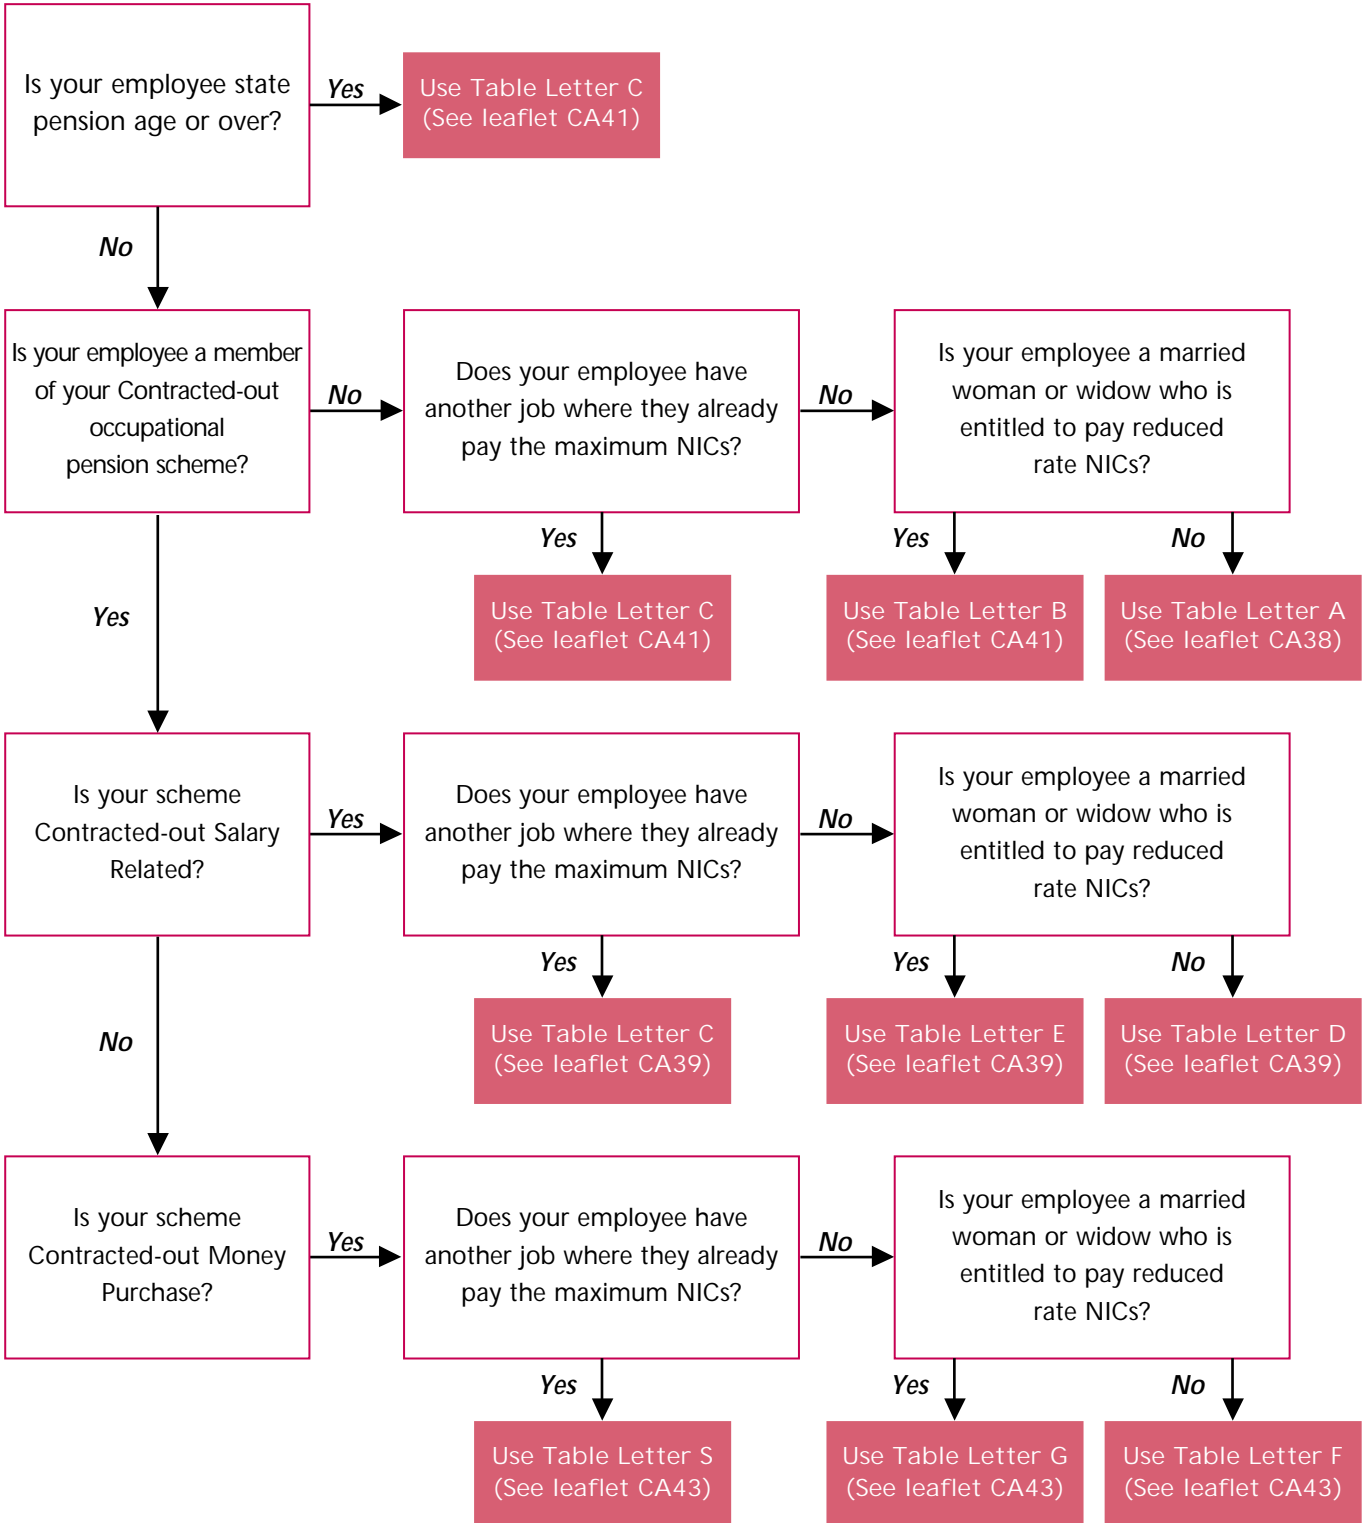 Is your employee state
pension age or over?
Yes
Use Table Letter C
(See leaflet CA41)
No
Is your employee a member
of your Contracted-out
occupational
pension scheme?
No
Does your employee have
another job where they already
pay the maximum NICs?
No
Is your employee a married
woman or widow who is
entitled to pay reduced
rate NICs?
Yes
Yes
Yes
No
Use Table Letter C
(See leaflet CA41)
Use Table Letter B
(See leaflet CA41)
Use Table Letter A
(See leaflet CA38)
Is your scheme
Contracted-out Salary
Related?
Yes
Does your employee have
another job where they already
pay the maximum NICs?
No
Is your employee a married
woman or widow who is
entitled to pay reduced
rate NICs?
No
Yes
Yes
No
Use Table Letter C
(See leaflet CA39)
Use Table Letter E
(See leaflet CA39)
Use Table Letter D
(See leaflet CA39)
Is your scheme
Contracted-out Money
Purchase?
Yes
Does your employee have
another job where they already
pay the maximum NICs?
No
Is your employee a married
woman or widow who is
entitled to pay reduced
rate NICs?
Yes
Yes
No
Use Table Letter S
(See leaflet CA43)
Use Table Letter G
(See leaflet CA43)
Use Table Letter F
(See leaflet CA43)